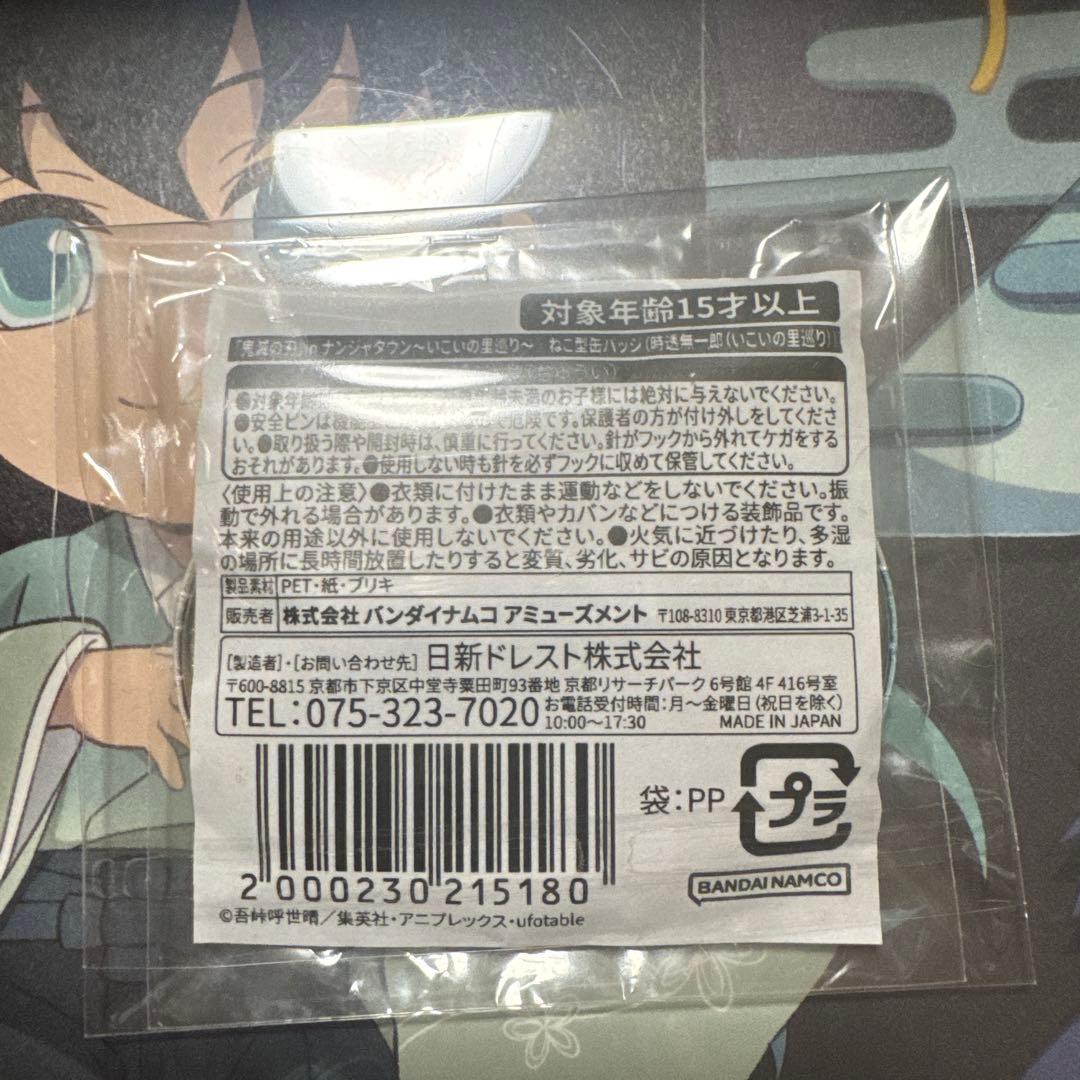 対象年齢15才以上
「鬼滅の刃」in ナンジャタウン～いこいの里巡り～ ねこ型缶バッジ(時透無一郎(いこいの里巡り))
●対象年齢 未満のお子様には絶対に与えないでください。
●安全ピンは機能 危険です。保護者の方が付け外しをしてくださ
い。●取り扱う際や開封時は、慎重に行ってください。針がフックから外れてケガをする
おそれがあります。●使用しない時も針を必ずフックに収めて保管してください。
〈使用上の注意〉●衣類に付けたまま運動などをしないでください。振
動で外れる場合があります。●衣類やカバンなどにつける装飾品です。
本来の用途以外に使用しないでください。●火気に近づけたり、多湿
の場所に長時間放置したりすると変質、劣化、サビの原因となります。
製品素材 PET・紙・ブリキ
販売者 株式会社 バンダイナムコ アミューズメント 〒108-8310 東京都港区芝浦3-1-35
[製造者]・[お問い合わせ先] 日新ドレスト株式会社
〒600-8815 京都市下京区中堂寺粟田町93番地 京都リサーチパーク 6号館 4F 416号室
TEL:075-323-7020 お電話受付時間:月～金曜日(祝日を除く)
10:00～17:30 MADE IN JAPAN
袋:PP プラ
2 000230 215180
BANDAI NAMCO
©吾峠呼世晴/集英社・アニプレックス・ufotable